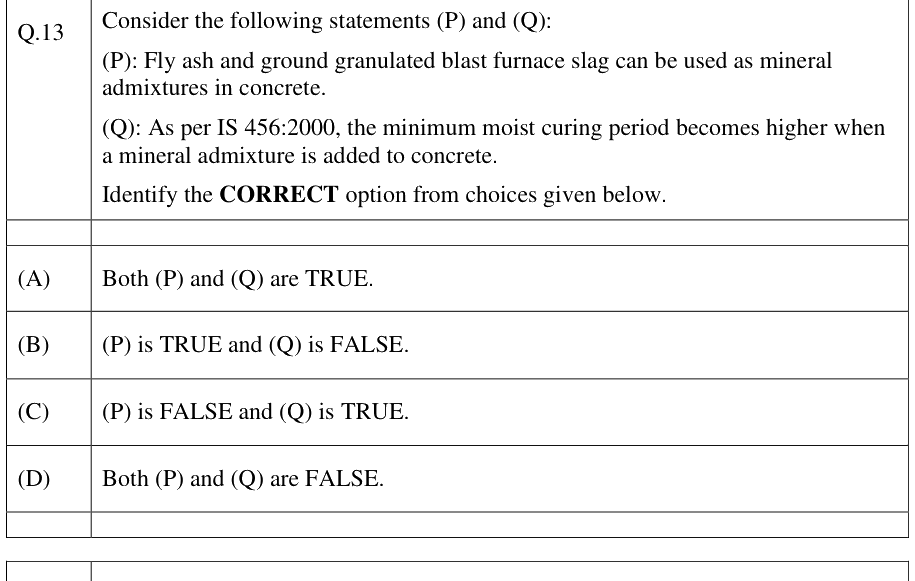 Q.13
Consider the following statements (P) and (Q):
(P): Fly ash and ground granulated blast furnace slag can be used as mineral
admixtures in concrete.
(Q): As per IS 456:2000, the minimum moist curing period becomes higher when
a mineral admixture is added to concrete.
Identify the CORRECT option from choices given below.
(A) Both (P) and (Q) are TRUE.
(B) (P) is TRUE and (Q) is FALSE.
(C) (P) is FALSE and (Q) is TRUE.
(D) Both (P) and (Q) are FALSE.